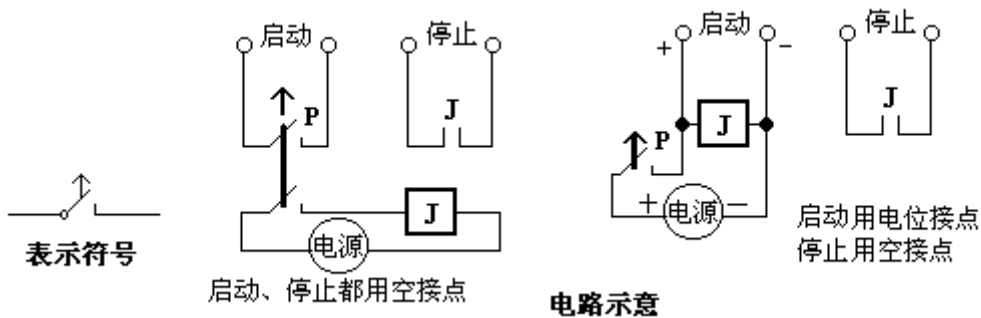 启动
停止
P
J
J
电源
表示符号
启动、停止都用空接点
+ 启动 -
停止
J
J
P
+ 电源 -
启动用电位接点
停止用空接点
电路示意